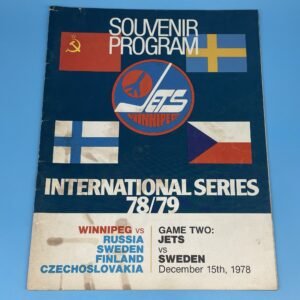 SOUVENIR
PROGRAM
JETS
WINNIPEG
INTERNATIONAL SERIES
78/79
WINNIPEG vs
RUSSIA
SWEDEN
FINLAND
CZECHOSLOVAKIA
GAME TWO:
JETS
vs
SWEDEN
December 15th, 1978